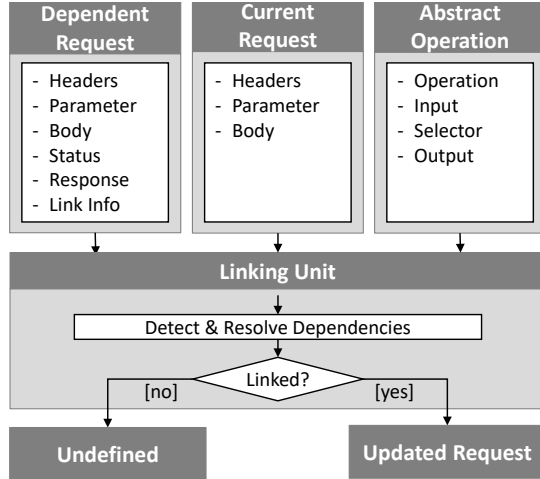 Dependent
Request
- Headers
- Parameter
- Body
- Status
- Response
- Link Info
Current
Request
- Headers
- Parameter
- Body
Abstract
Operation
- Operation
- Input
- Selector
- Output
Linking Unit
Detect & Resolve Dependencies
Linked?
[no]
[yes]
Undefined
Updated Request